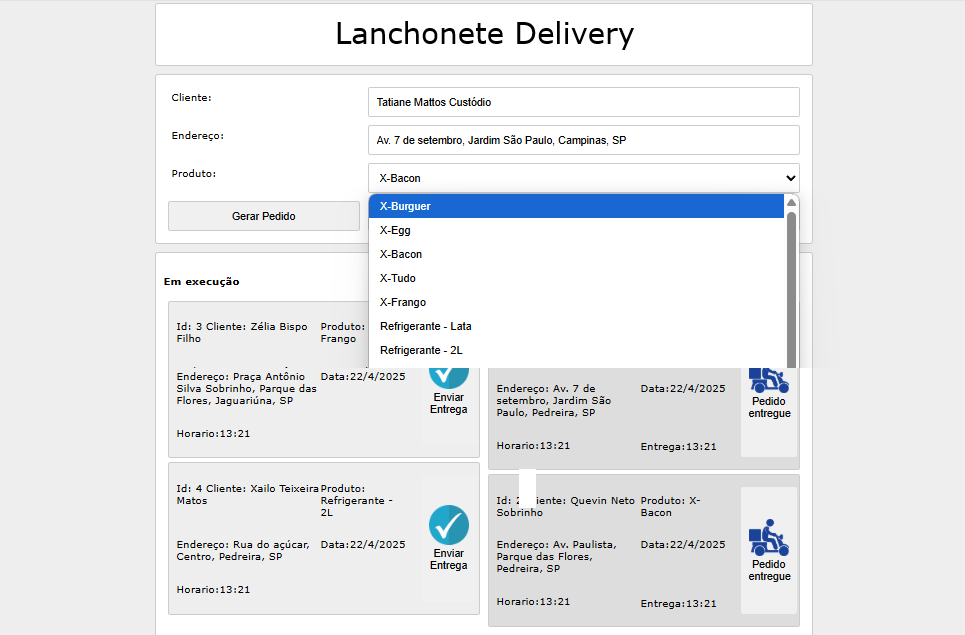 Lanchonete Delivery
Cliente:
Tatiane Mattos Custódio
Endereço:
Av. 7 de setembro, Jardim São Paulo, Campinas, SP
Produto:
X-Bacon
Gerar Pedido
X-Burguer
X-Egg
X-Bacon
X-Tudo
X-Frango
Refrigerante - Lata
Refrigerante - 2L
Em execução
Id: 3 Cliente: Zélia Bispo
Filho
Produto:
Frango
Endereço: Praça Antônio
Silva Sobrinho, Parque das
Flores, Jaguariúna, SP
Data:22/4/2025
Horario:13:21
Enviar
Entrega
Endereço: Av. 7 de
setembro, Jardim São
Paulo, Pedreira, SP
Data:22/4/2025
Horario:13:21
Entrega:13:21
Pedido
entregue
Id: 4 Cliente: Xailo Teixeira
Matos
Produto:
Refrigerante -
2L
Endereço: Rua do açúcar,
Centro, Pedreira, SP
Data:22/4/2025
Horario:13:21
Enviar
Entrega
Id: Quevin Neto
Sobrinho
Produto: X-
Bacon
Endereço: Av. Paulista,
Parque das Flores,
Pedreira, SP
Data:22/4/2025
Horario:13:21
Entrega:13:21
Pedido
entregue